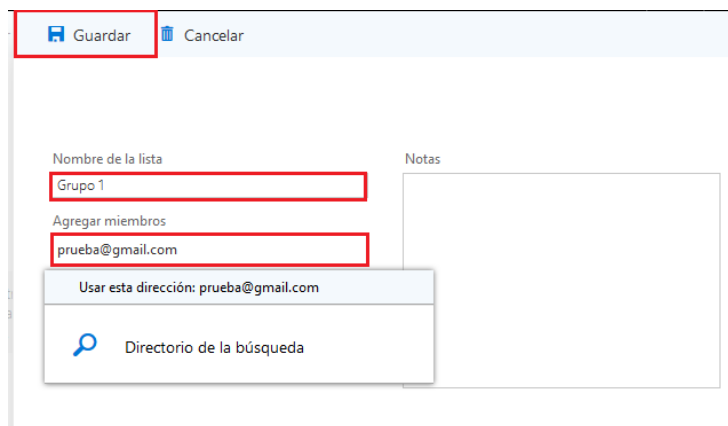 Guardar Cancelar
Nombre de la lista
Grupo 1
Agregar miembros
prueba@gmail.com
Usar esta dirección: prueba@gmail.com
Directorio de la búsqueda
Notas